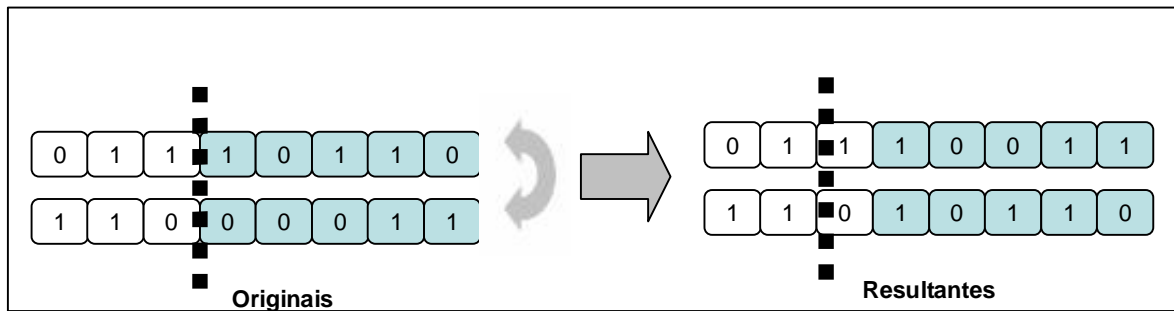 0 1 1 1 0 1 1 0
1 1 0 0 0 0 1 1
Originais
0 1 1 1 0 0 1 1
1 1 0 1 0 1 1 0
Resultantes